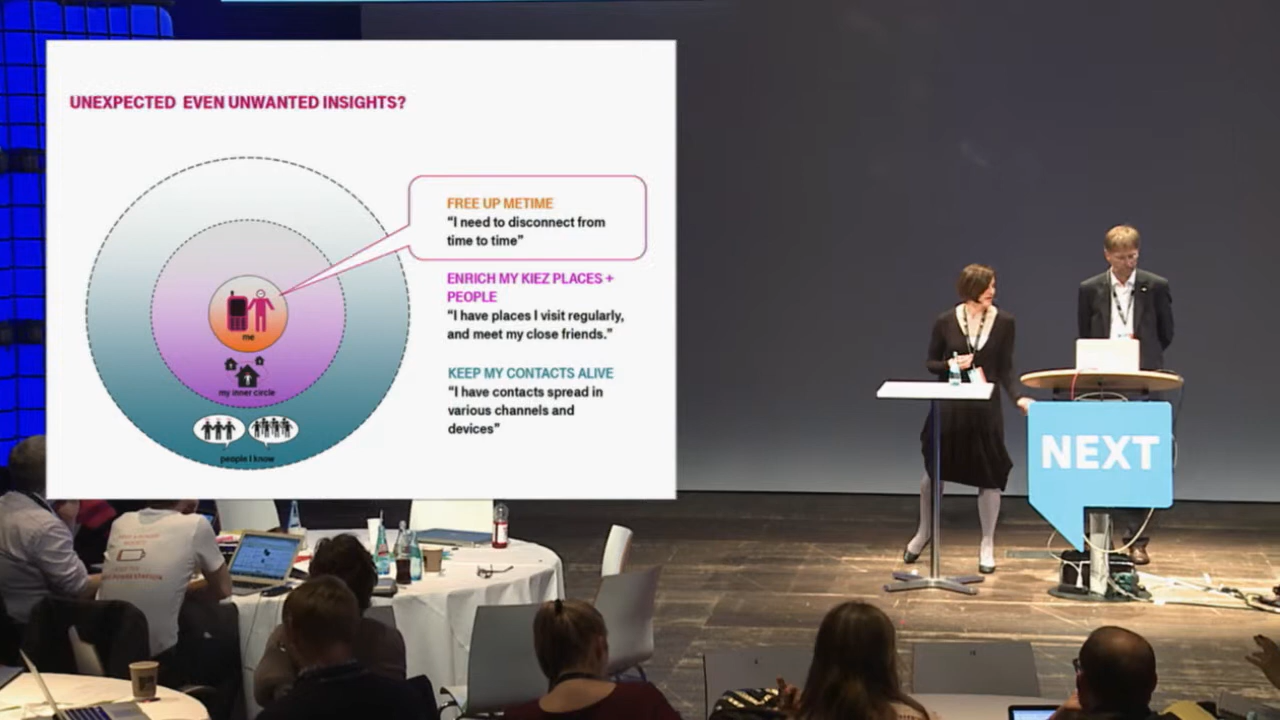 UNEXPECTED EVEN UNWANTED INSIGHTS?
FREE UP METIME
“I need to disconnect from
time to time”
ENRICH MY KIEZ PLACES +
PEOPLE
“I have places I visit regularly,
and meet my close friends.”
KEEP MY CONTACTS ALIVE
“I have contacts spread in
various channels and
devices”
me
my inner circle
people I know
NEXT